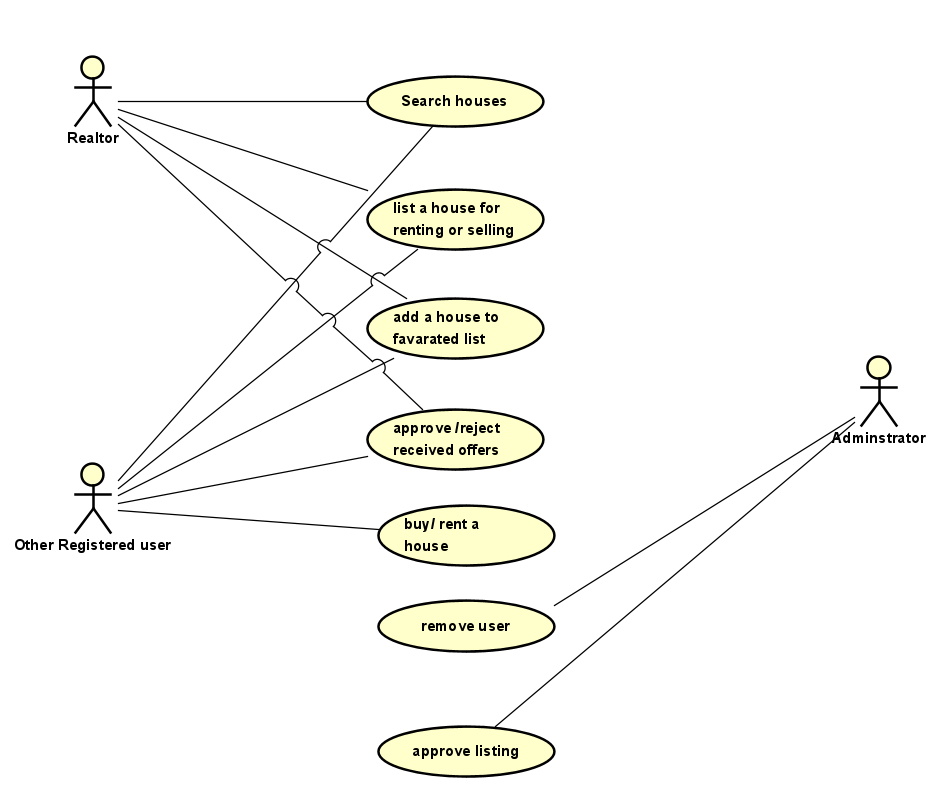 Search houses
Realtor
list a house for
renting or selling
add a house to
favarated list
approve /reject
received offers
Adminstrator
buy/ rent a
house
Other Registered user
remove user
approve listing